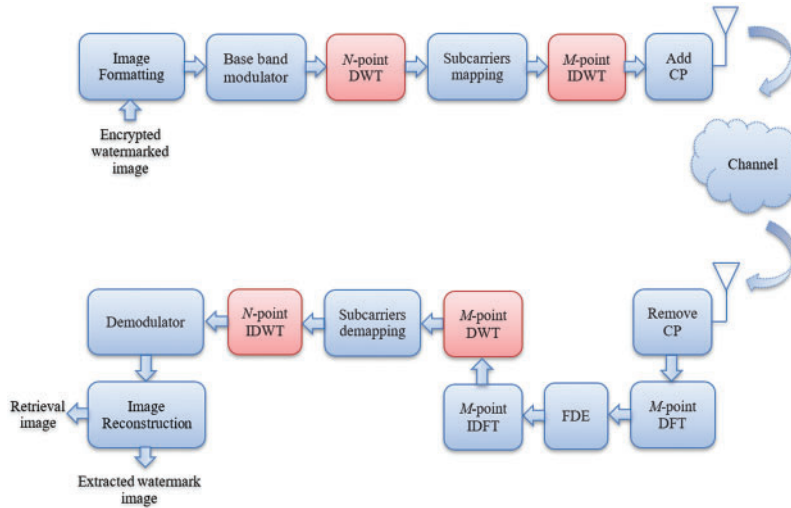 Image
Formatting
Base band
modulator
N-point
DWT
Subcarriers
mapping
M-point
IDWT
Add
CP
Encrypted
watermarked
image
Channel
Demodulator
N-point
IDWT
Subcarriers
demapping
M-point
DWT
Remove
CP
Retrieval
image
Image
Reconstruction
M-point
IDFT
FDE
M-point
DFT
Extracted watermark
image